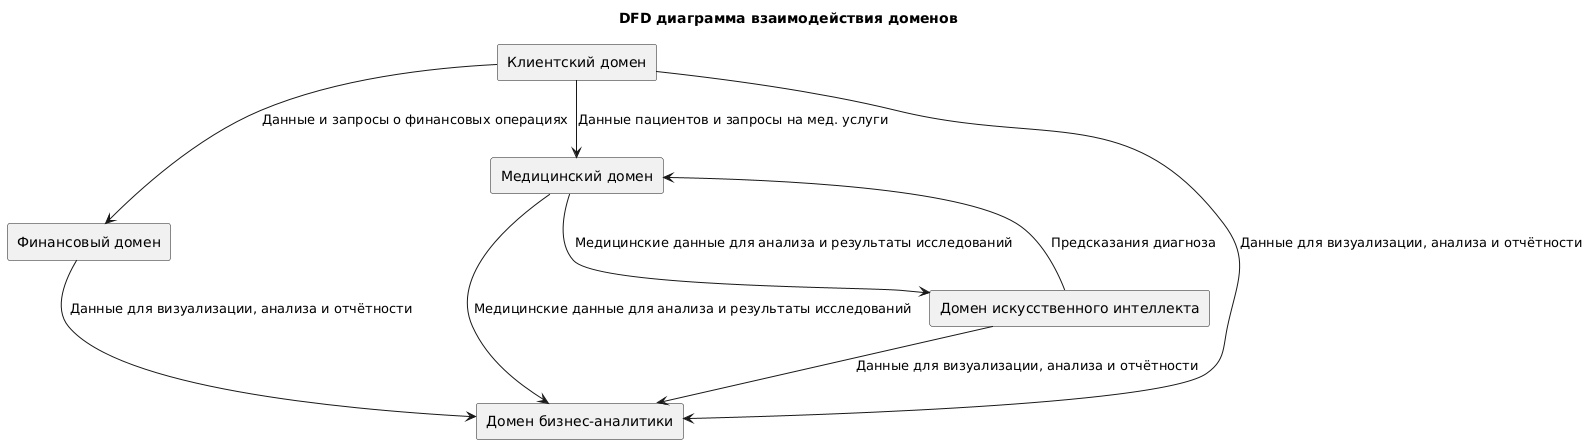 DFD диаграмма взаимодействия доменов
Клиентский домен
Данные и запросы о финансовых операциях
Данные пациентов и запросы на мед. услуги
Медицинский домен
Финансовый домен
Медицинские данные для анализа и результаты исследований
Предсказания диагноза
Данные для визуализации, анализа и отчётности
Данные для визуализации, анализа и отчётности
Медицинские данные для анализа и результаты исследований
Домен искусственного интеллекта
Данные для визуализации, анализа и отчётности
Домен бизнес-аналитики